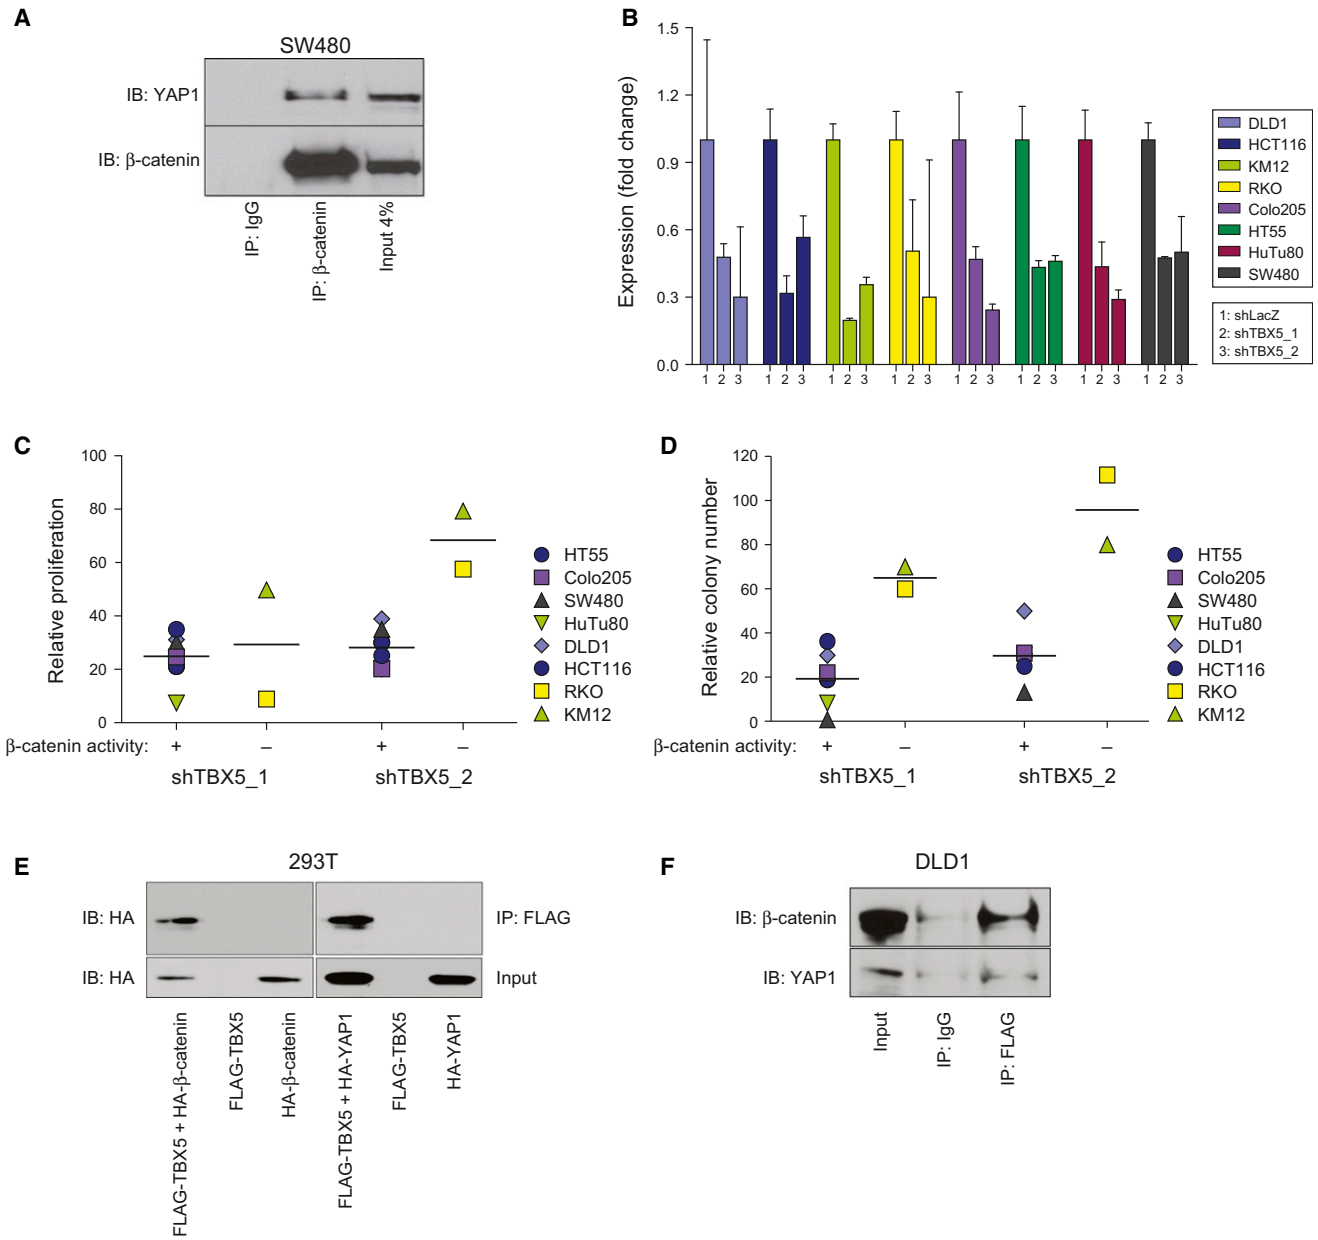 A
SW480
IB: YAP1
IB: β-catenin
IP: IgG
IP: β-catenin
Input 4%
B
Expression (fold change)
1.5
1.2
0.9
0.6
0.3
0.0
1 2 3 1 2 3 1 2 3 1 2 3 1 2 3 1 2 3 1 2 3 1 2 3
DLD1
HCT116
KM12
RKO
Colo205
HT55
HuTu80
SW480
1: shLacZ
2: shTBX5_1
3: shTBX5_2
C
Relative proliferation
100
80
60
40
20
0
HT55
Colo205
SW480
HuTu80
DLD1
HCT116
RKO
KM12
β-catenin activity: + – + –
shTBX5_1 shTBX5_2
D
Relative colony number
120
100
80
60
40
20
0
HT55
Colo205
SW480
HuTu80
DLD1
HCT116
RKO
KM12
β-catenin activity: + – + –
shTBX5_1 shTBX5_2
E
293T
IB: HA IP: FLAG
IB: HA Input
FLAG-TBX5 + HA-β-catenin
FLAG-TBX5
HA-β-catenin
FLAG-TBX5 + HA-YAP1
FLAG-TBX5
HA-YAP1
F
DLD1
IB: β-catenin
IB: YAP1
Input
IP: IgG
IP: FLAG